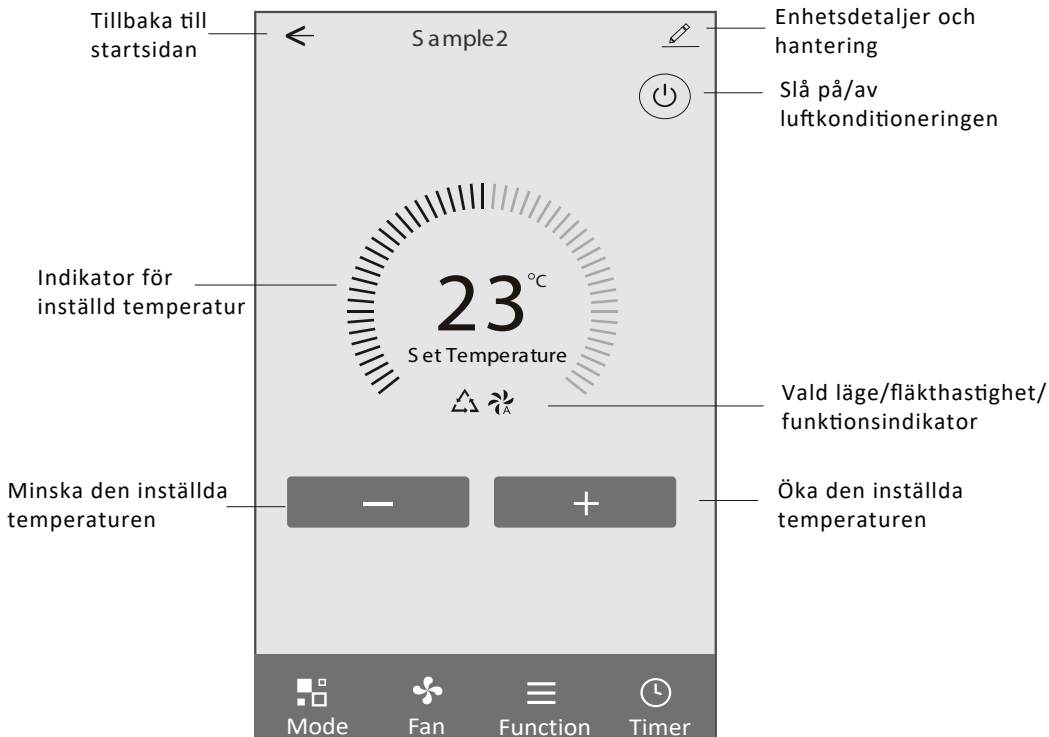 Tillbaka till
startsidan
Sample2
Enhetsdetaljer och
hantering
Slå på/av
luftkonditioneringen
Indikator för
inställd temperatur
23°C
Set Temperature
A
Vald läge/fläkthastighet/
funktionsindikator
Minska den inställda
temperaturen
−
+
Öka den inställda
temperaturen
Mode Fan Function Timer